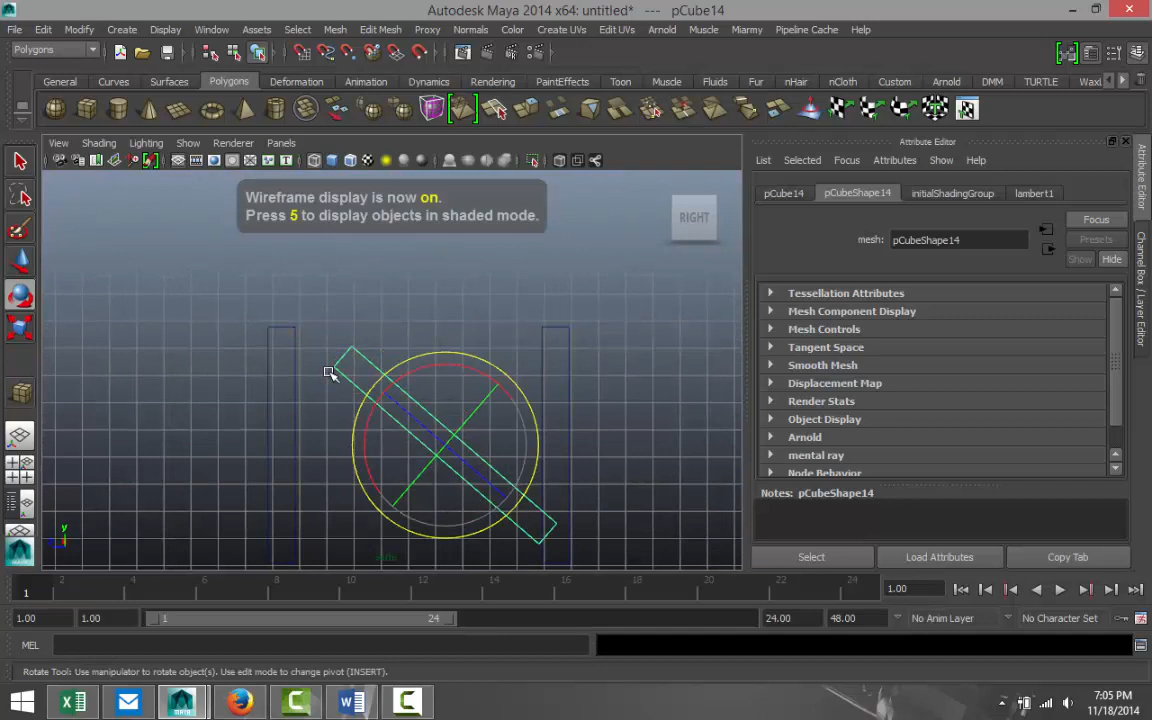 Autodesk Maya 2014 x64: untitled* --- pCube14
File Edit Modify Create Display Window Assets Select Mesh Edit Mesh Proxy Normals Color Create UVs Edit UVs Arnold Muscle Miarmy Pipeline Cache Help
Polygons
General Curves Surfaces Polygons Deformation Animation Dynamics Rendering PaintEffects Toon Muscle Fluids Fur nHair nCloth Custom Arnold DMM TURTLE
View Shading Lighting Show Renderer Panels
Attribute Editor
List Selected Focus Attributes Show Help
Wireframe display is now on.
Press 5 to display objects in shaded mode.
RIGHT
pCube14 pCubeShape14 initialShadingGroup lambert1
Focus
mesh: pCubeShape14
Presets
Show Hide
Tessellation Attributes
Mesh Component Display
Mesh Controls
Tangent Space
Smooth Mesh
Displacement Map
Render Stats
Object Display
Arnold
mental ray
Node Behavior
Notes: pCubeShape14
Select Load Attributes Copy Tab
Attribute Editor
Channel Box / Layer Editor
y
2 4 6 8 10 12 14 16 18 20 22 24
1 1.00
1.00 1.00 1 24 24.00 48.00 No Anim Layer No Character Set
MEL
Rotate Tool: Use manipulator to rotate object(s). Use edit mode to change pivot (INSERT).
7:05 PM
11/18/2014